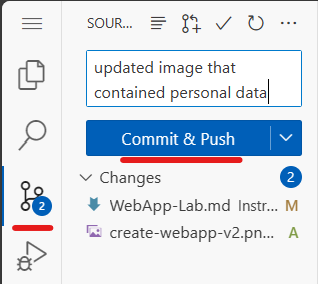 SOUR...
updated image that
contained personal data
Commit & Push
Changes 2
2
WebApp-Lab.md Instr... M
create-webapp-v2.pn... A